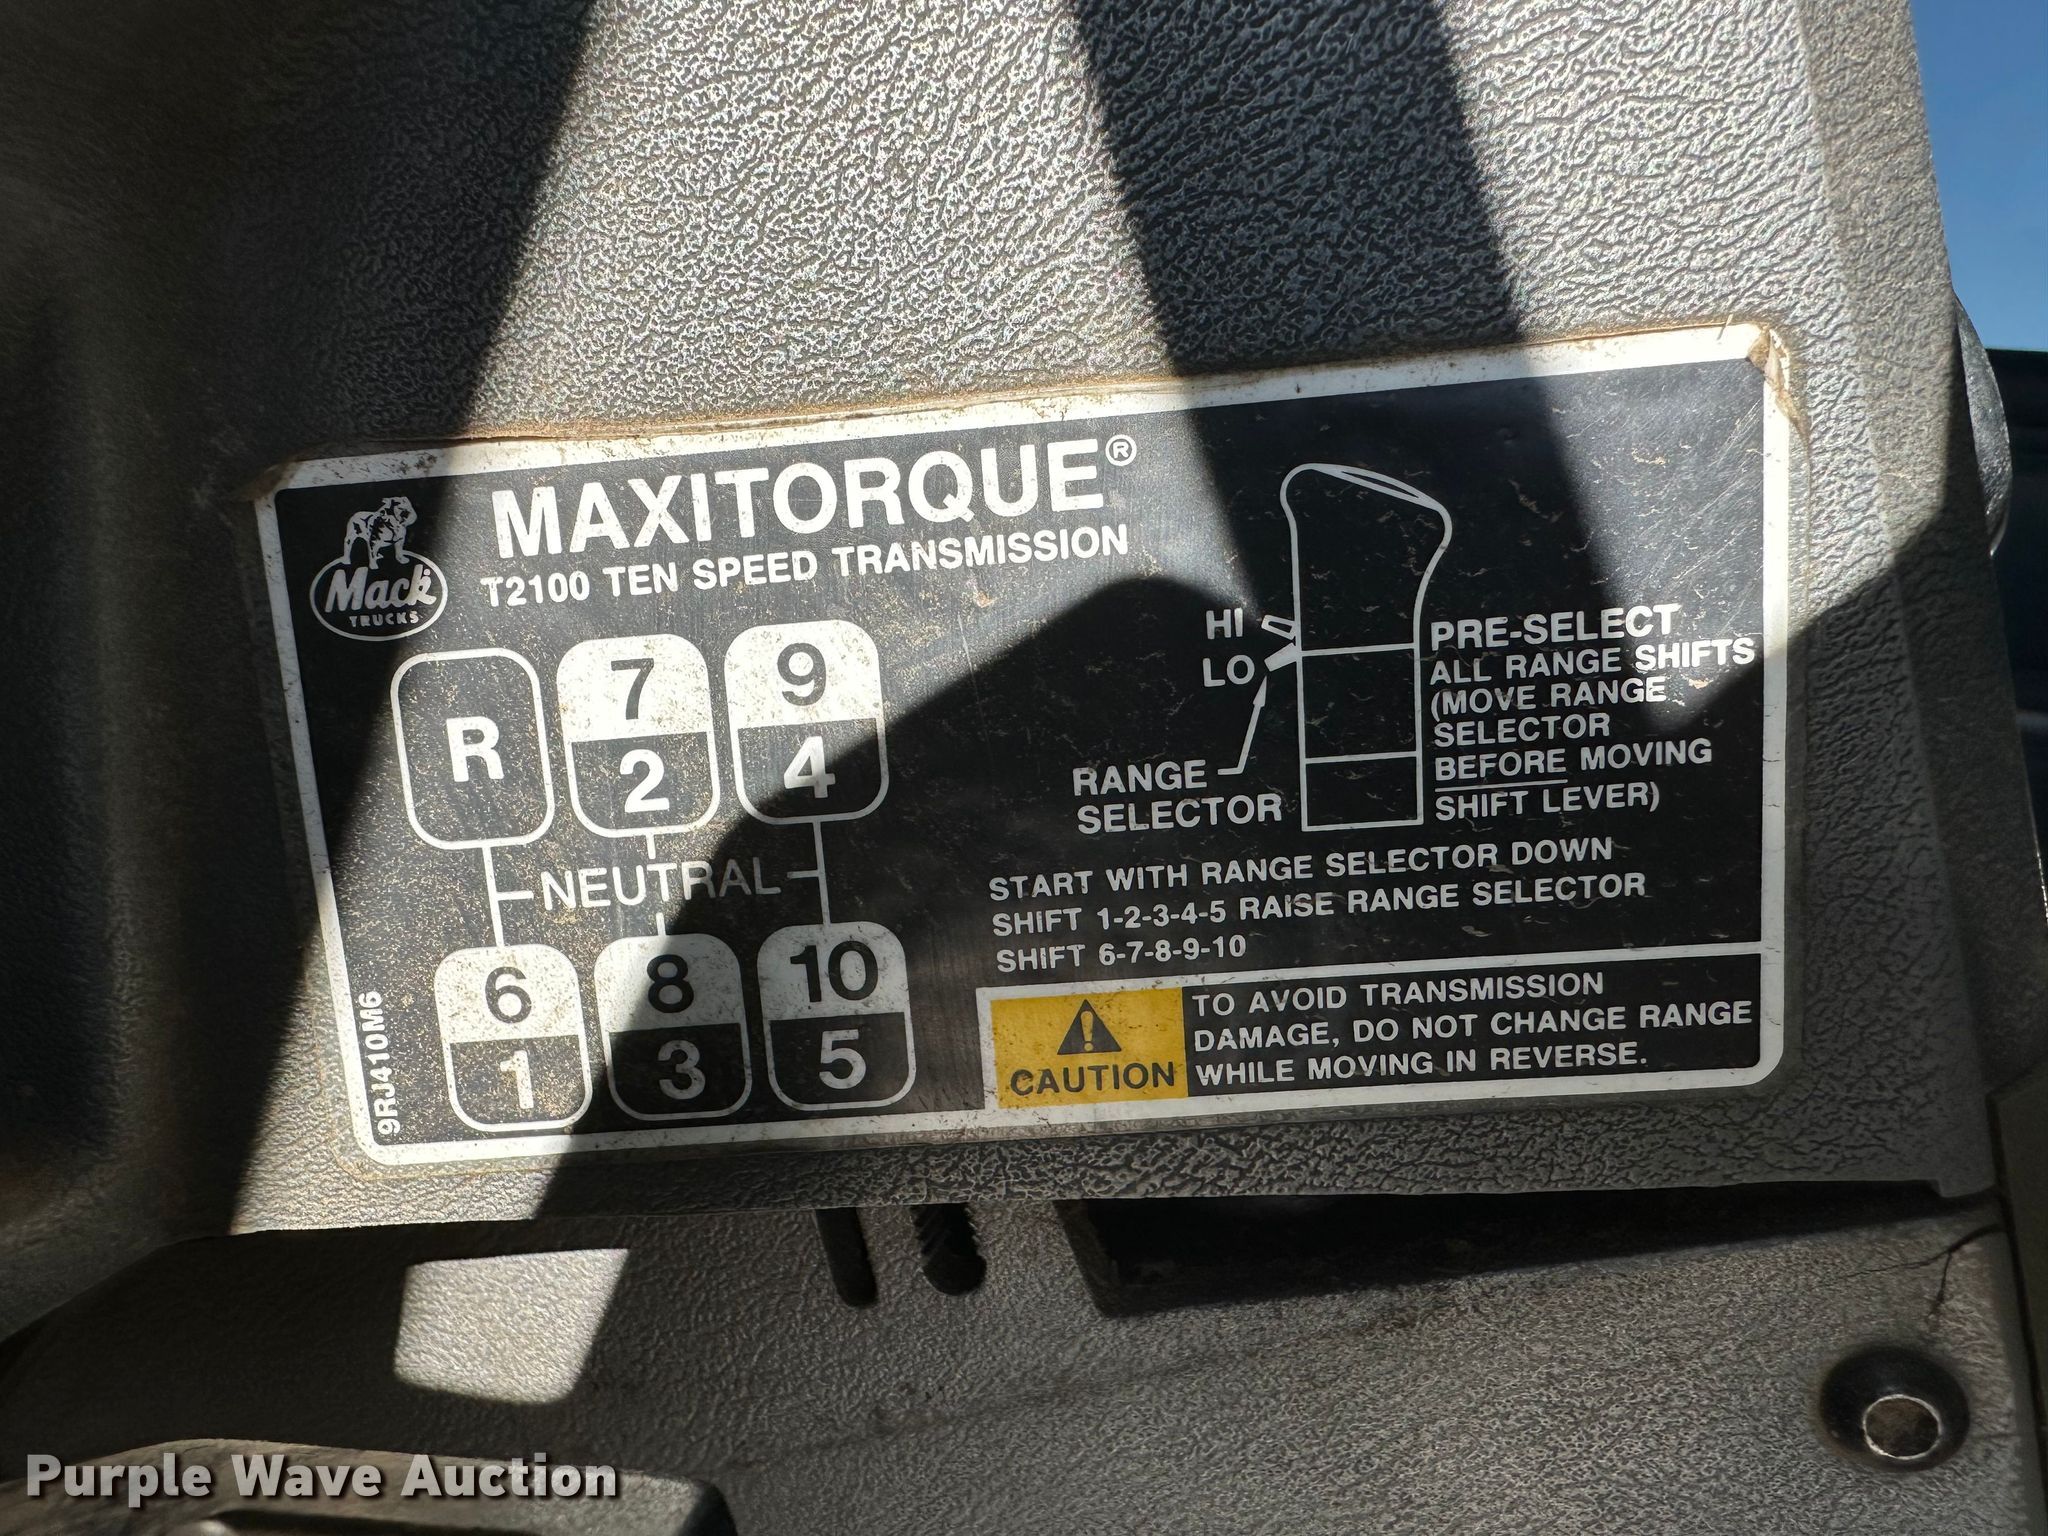 MAXITORQUE®
T2100 TEN SPEED TRANSMISSION
Mack
TRUCKS
R
7
2
9
4
NEUTRAL
6
1
8
3
10
5
9RJ410M6
HI
LO
RANGE
SELECTOR
PRE-SELECT
ALL RANGE SHIFTS
(MOVE RANGE
SELECTOR
BEFORE MOVING
SHIFT LEVER)
START WITH RANGE SELECTOR DOWN
SHIFT 1-2-3-4-5 RAISE RANGE SELECTOR
SHIFT 6-7-8-9-10
CAUTION
TO AVOID TRANSMISSION
DAMAGE, DO NOT CHANGE RANGE
WHILE MOVING IN REVERSE.
Purple Wave Auction